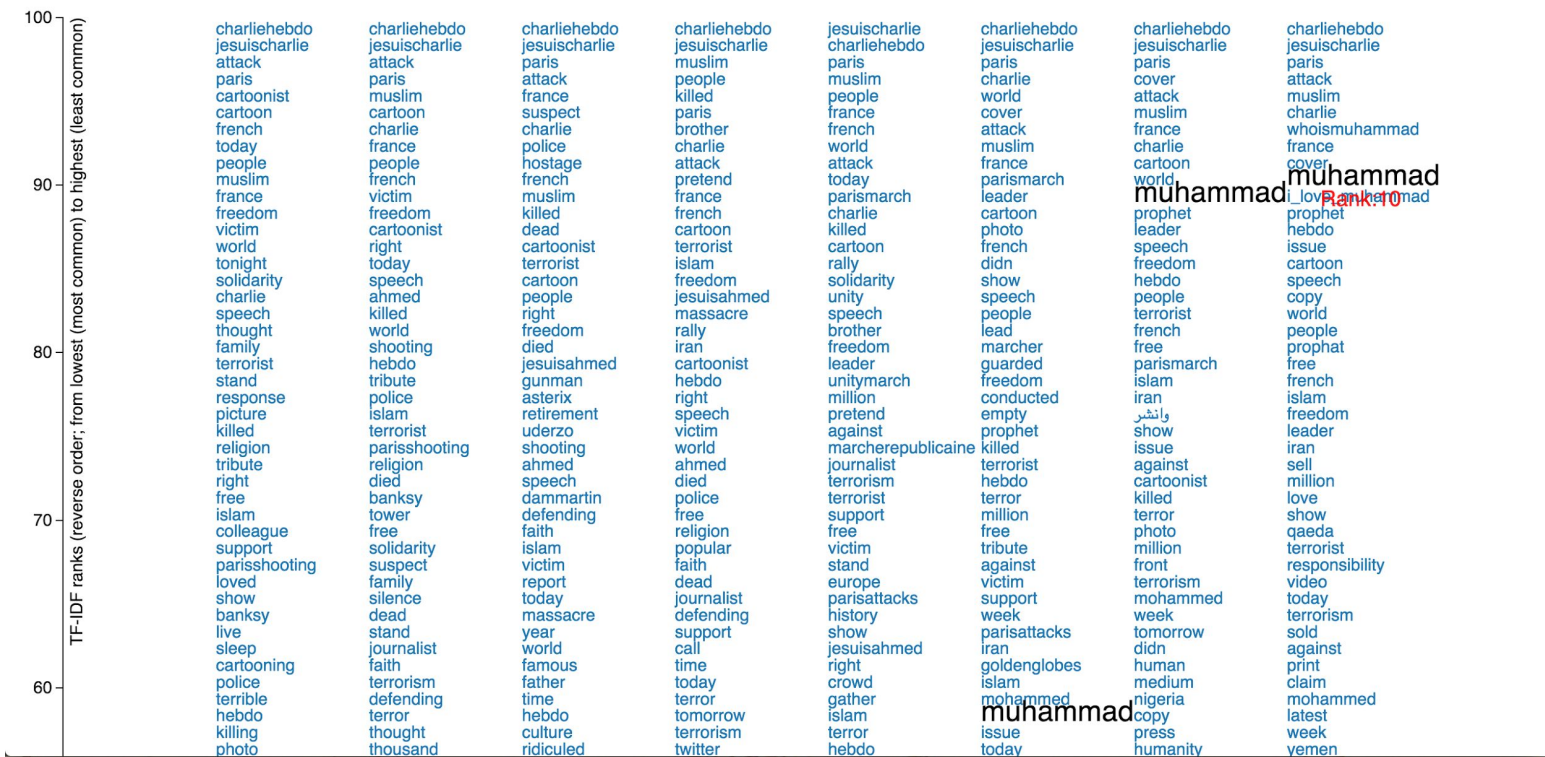 100
90
80
70
60
TF-IDF ranks (reverse order; from lowest (most common) to highest (least common)
charliehebdo
jesuischarlie
attack
paris
cartoonist
cartoon
french
today
people
muslim
france
freedom
victim
world
tonight
solidarity
charlie
speech
thought
family
terrorist
stand
response
picture
killed
religion
tribute
right
free
islam
colleague
support
parisshooting
loved
show
banksy
live
sleep
cartooning
police
terrible
hebdo
killing
photo
charliehebdo
jesuischarlie
attack
paris
muslim
cartoon
charlie
france
people
french
victim
freedom
cartoonist
right
today
speech
ahmed
killed
world
shooting
hebdo
tribute
police
islam
terrorist
parisshooting
religion
died
banksy
tower
free
solidarity
suspect
family
silence
dead
stand
journalist
faith
terrorism
defending
terror
thought
thousand
charliehebdo
jesuischarlie
paris
attack
france
suspect
charlie
police
hostage
french
muslim
killed
dead
cartoonist
terrorist
cartoon
people
right
freedom
died
jesuisahmed
gunman
asterix
retirement
uderzo
shooting
ahmed
speech
dammartin
defending
faith
islam
victim
report
today
massacre
year
world
famous
father
time
hebdo
culture
ridiculed
charliehebdo
jesuischarlie
muslim
people
killed
paris
brother
charlie
attack
pretend
france
french
cartoon
terrorist
islam
freedom
jesuisahmed
massacre
rally
iran
cartoonist
hebdo
right
speech
victim
world
ahmed
died
police
free
religion
popular
faith
dead
journalist
defending
support
call
time
today
terror
tomorrow
terrorism
twitter
jesuischarlie
charliehebdo
paris
muslim
people
france
french
world
attack
today
parismarch
charlie
killed
cartoon
rally
solidarity
unity
speech
brother
freedom
leader
unitymarch
million
pretend
against
marcherepublicaine
journalist
terrorism
terrorist
support
free
victim
stand
europe
parisattacks
history
show
jesuisahmed
right
crowd
gather
islam
terror
hebdo
charliehebdo
jesuischarlie
paris
charlie
world
cover
attack
muslim
france
parismarch
leader
cartoon
photo
french
didn
show
speech
people
lead
marcher
guarded
freedom
conducted
empty
prophet
killed
terrorist
hebdo
terror
million
free
tribute
against
victim
support
week
parisattacks
iran
goldenglobes
islam
mohammed
muhammad
issue
today
charliehebdo
jesuischarlie
paris
cover
attack
muslim
france
charlie
cartoon
world
muhammad
prophet
leader
speech
freedom
hebdo
people
terrorist
french
free
parismarch
islam
iran
وانشر
show
issue
against
cartoonist
killed
terror
photo
million
front
terrorism
mohammed
week
tomorrow
didn
human
medium
nigeria
copy
press
humanity
charliehebdo
jesuischarlie
paris
attack
muslim
charlie
whoismuhammad
france
cover
muhammad
i_love_muhammad
Rank:10
prophet
hebdo
issue
cartoon
speech
copy
world
people
prophat
free
french
islam
freedom
leader
iran
sell
million
love
show
qaeda
terrorist
responsibility
video
today
terrorism
sold
against
print
claim
mohammed
latest
week
yemen